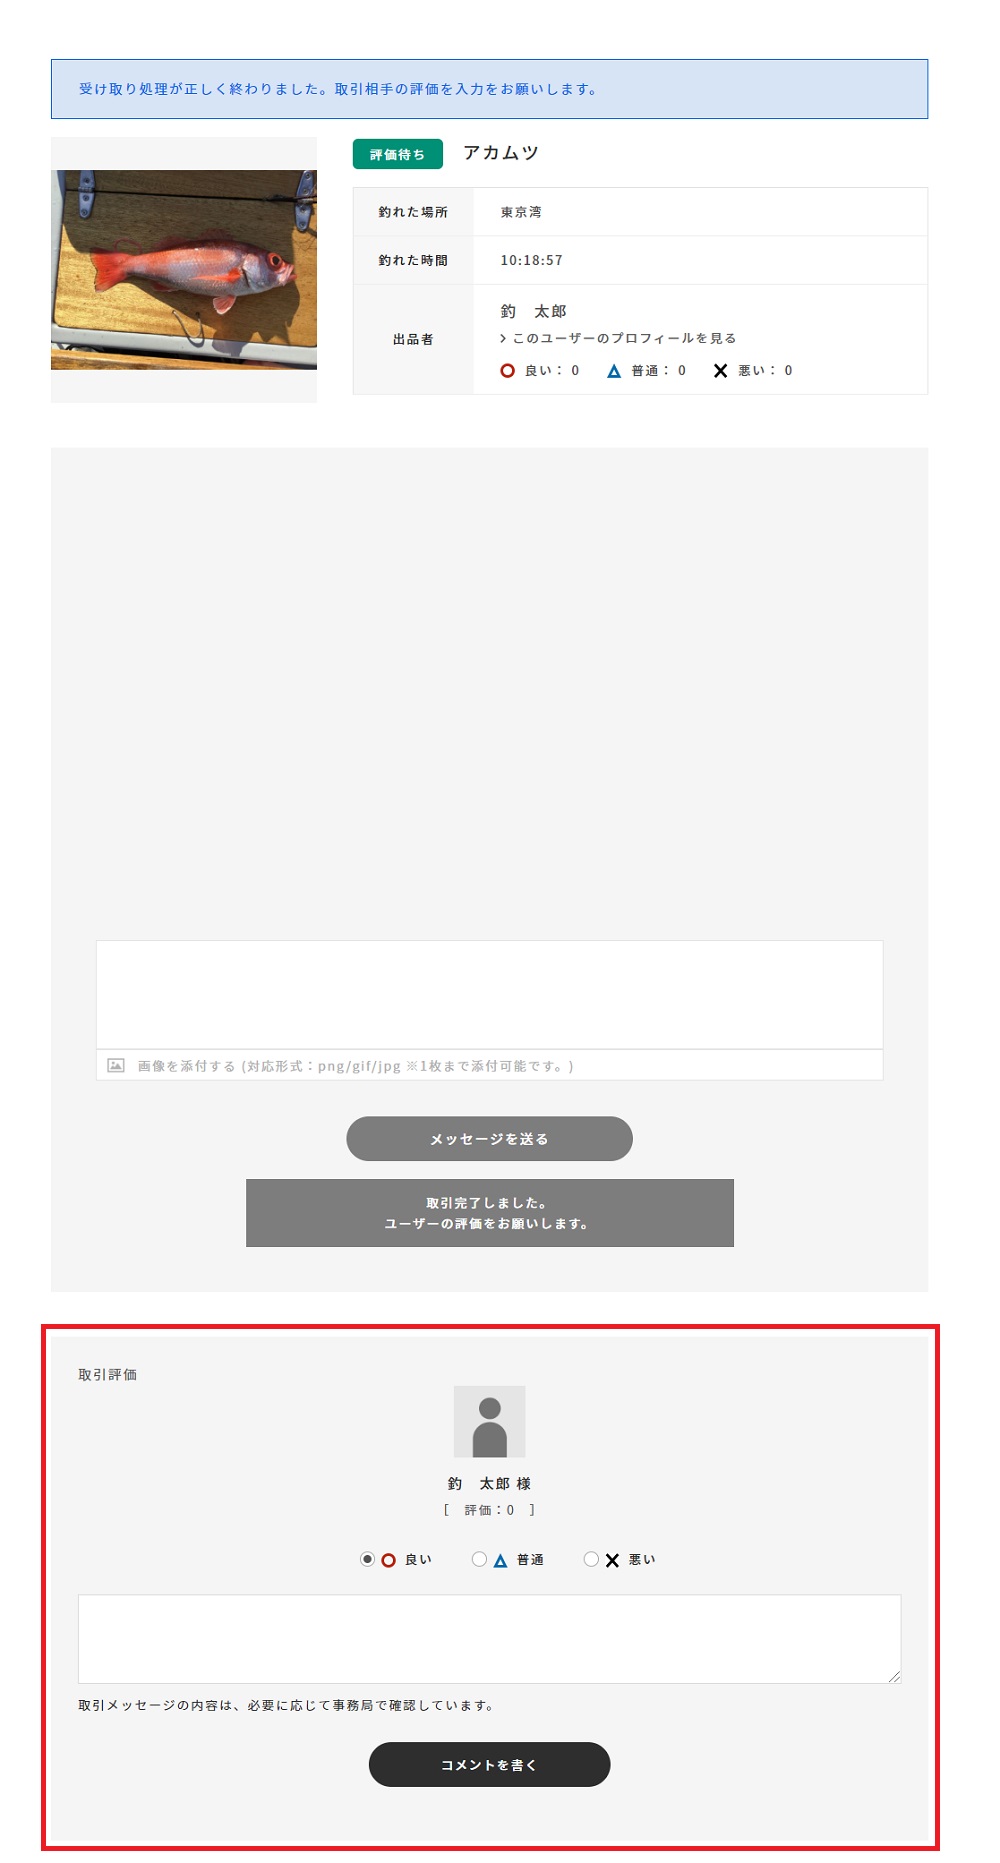 受け取り処理が正しく終わりました。取引相手の評価を入力をお願いします。
評価待ち アカムツ
釣れた場所 東京湾
釣れた時間 10:18:57
出品者
釣　太郎
このユーザーのプロフィールを見る
良い： 0 普通： 0 悪い： 0
画像を添付する (対応形式：png/gif/jpg ※1枚まで添付可能です。)
メッセージを送る
取引完了しました。
ユーザーの評価をお願いします。
取引評価
釣　太郎 様
[　評価：0　]
良い 普通 悪い
取引メッセージの内容は、必要に応じて事務局で確認しています。
コメントを書く